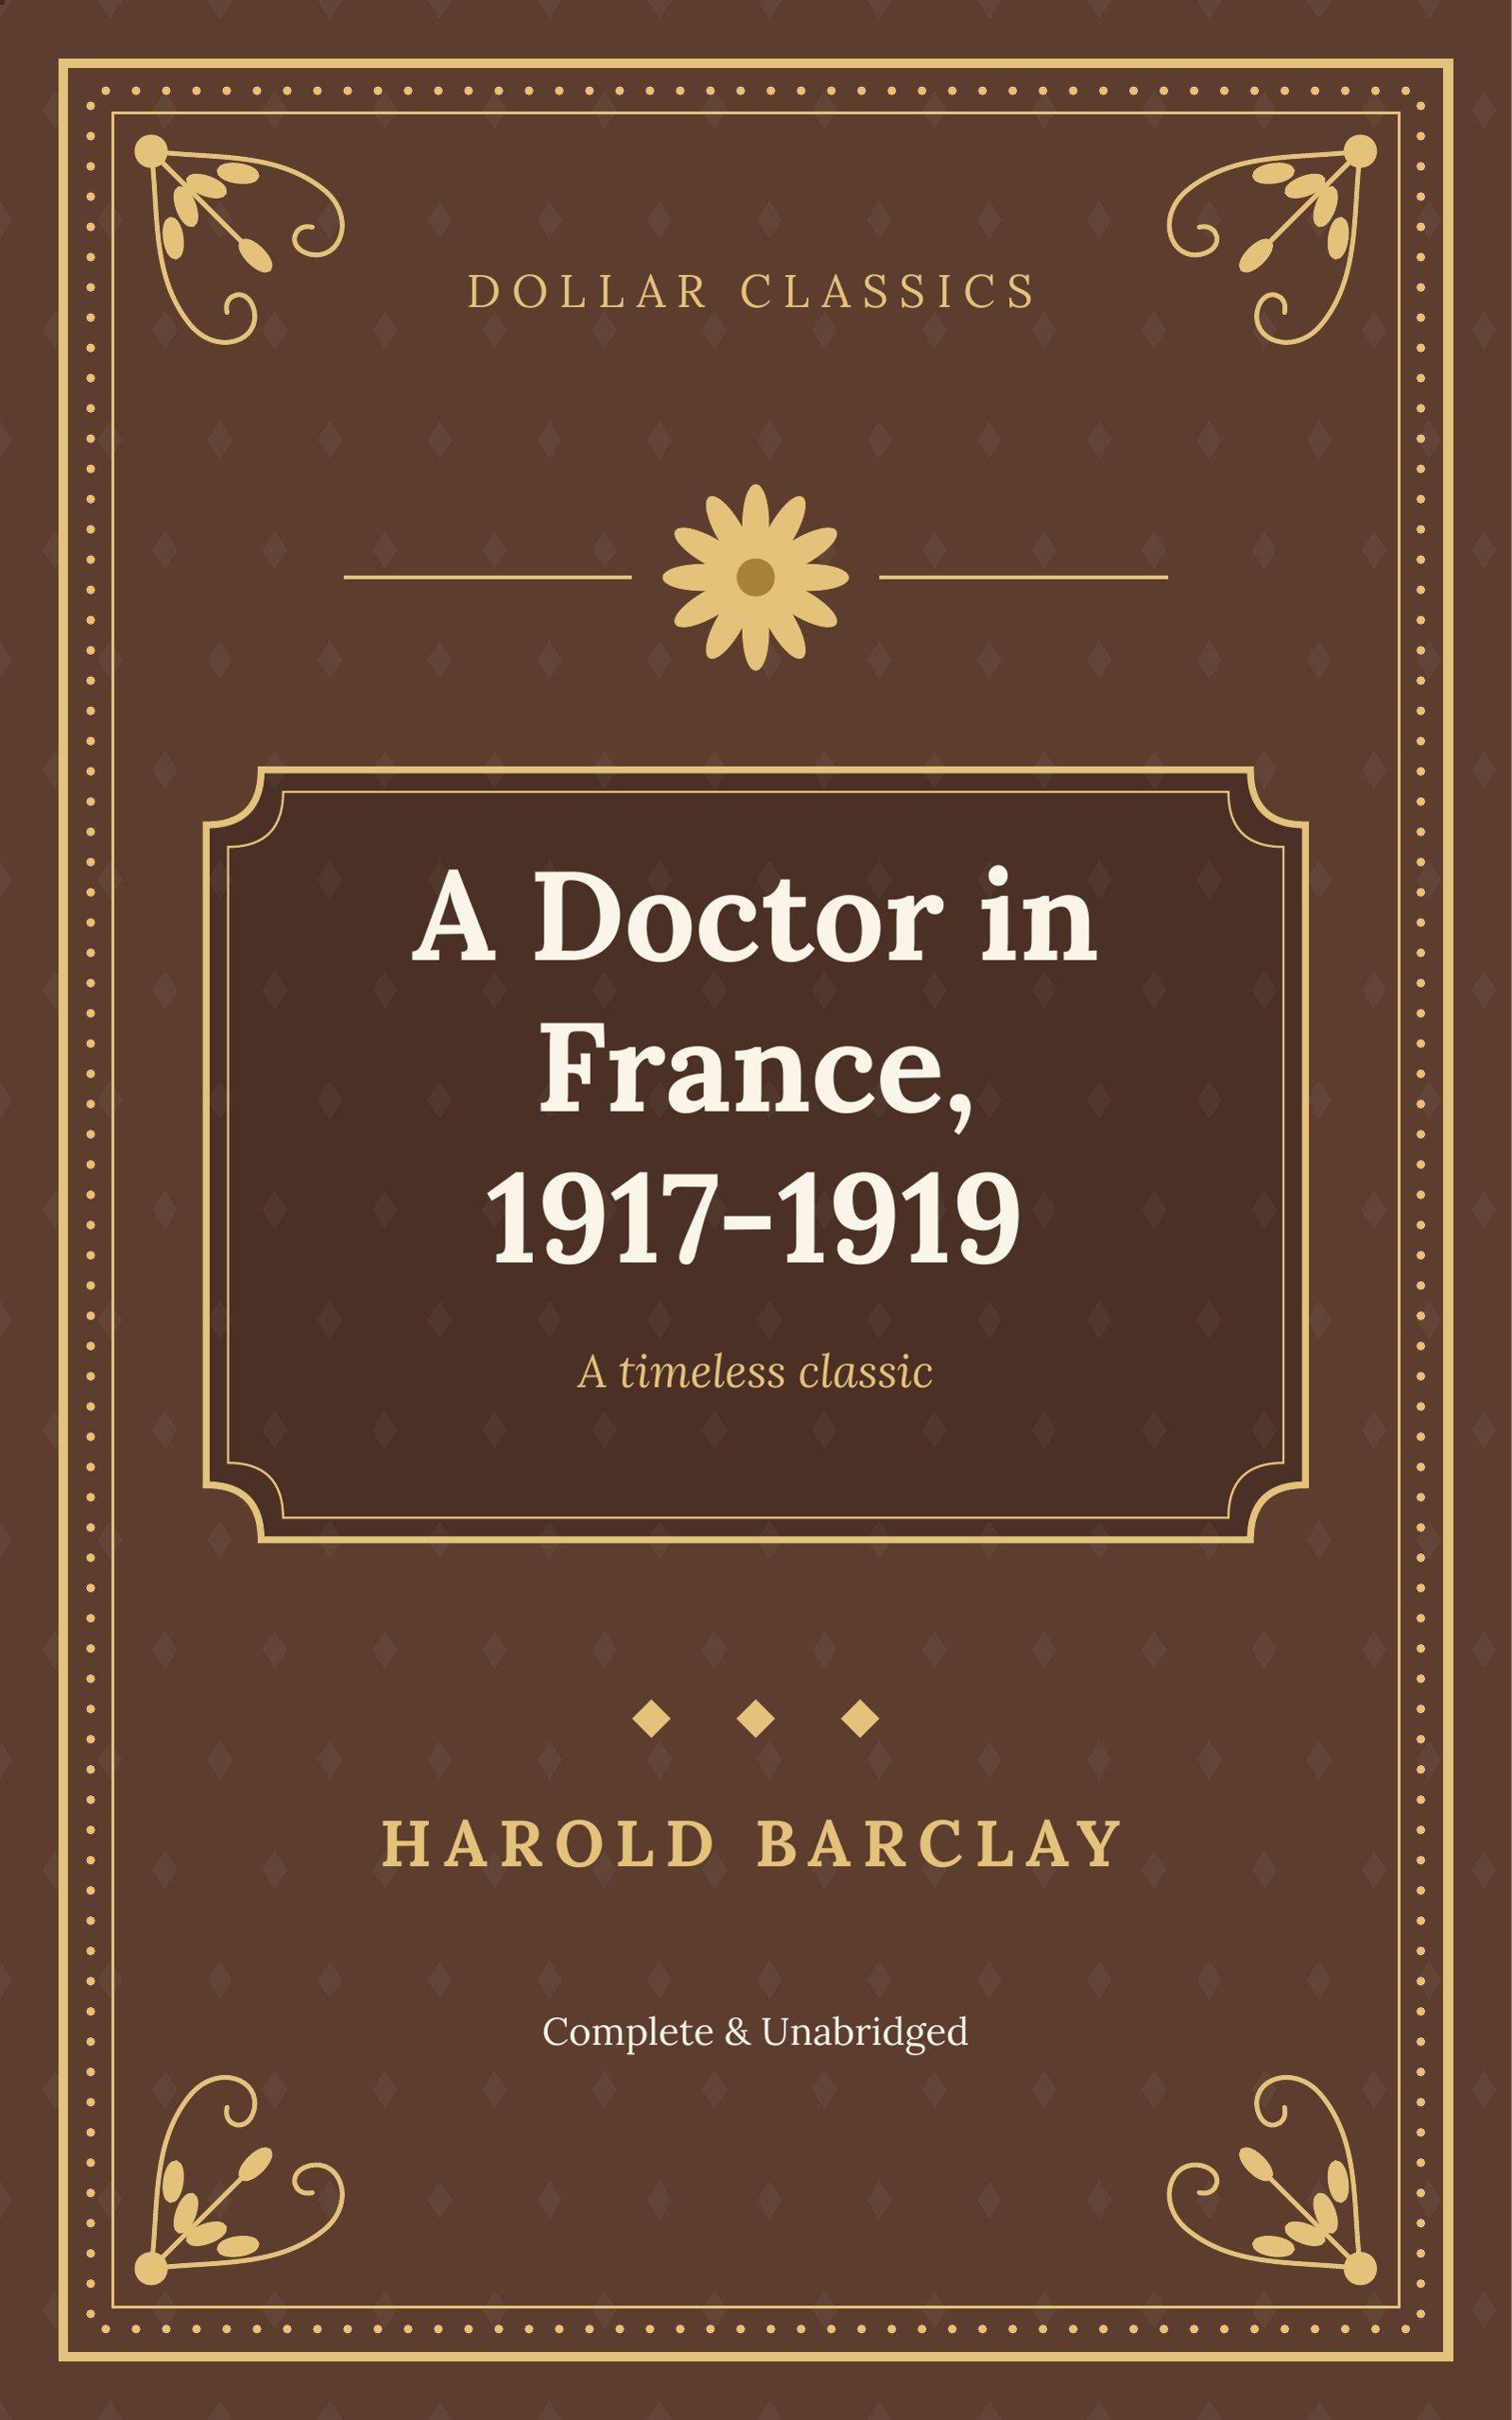 DOLLAR CLASSICS
A Doctor in
France,
1917–1919
A timeless classic
HAROLD BARCLAY
Complete & Unabridged